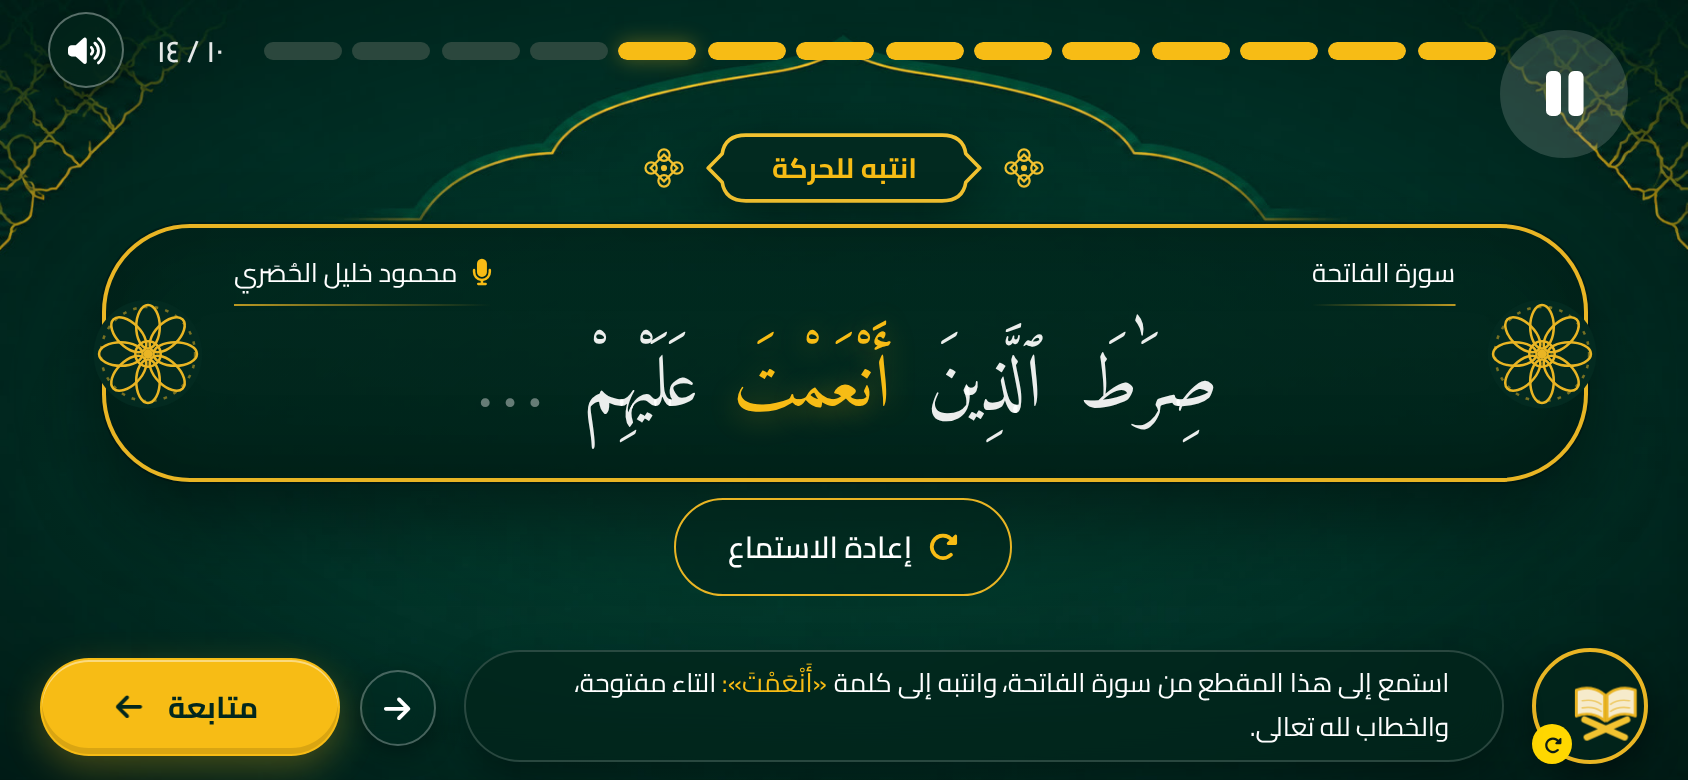 ١٠ / ١٤
انتبه للحركة
سورة الفاتحة
محمود خليل الحُصَري
صِرَٰطَ ٱلَّذِينَ أَنْعَمْتَ عَلَيْهِمْ ...
إعادة الاستماع
استمع إلى هذا المقطع من سورة الفاتحة، وانتبه إلى كلمة «أَنْعَمْتَ»: التاء مفتوحة،
والخطاب لله تعالى.
متابعة